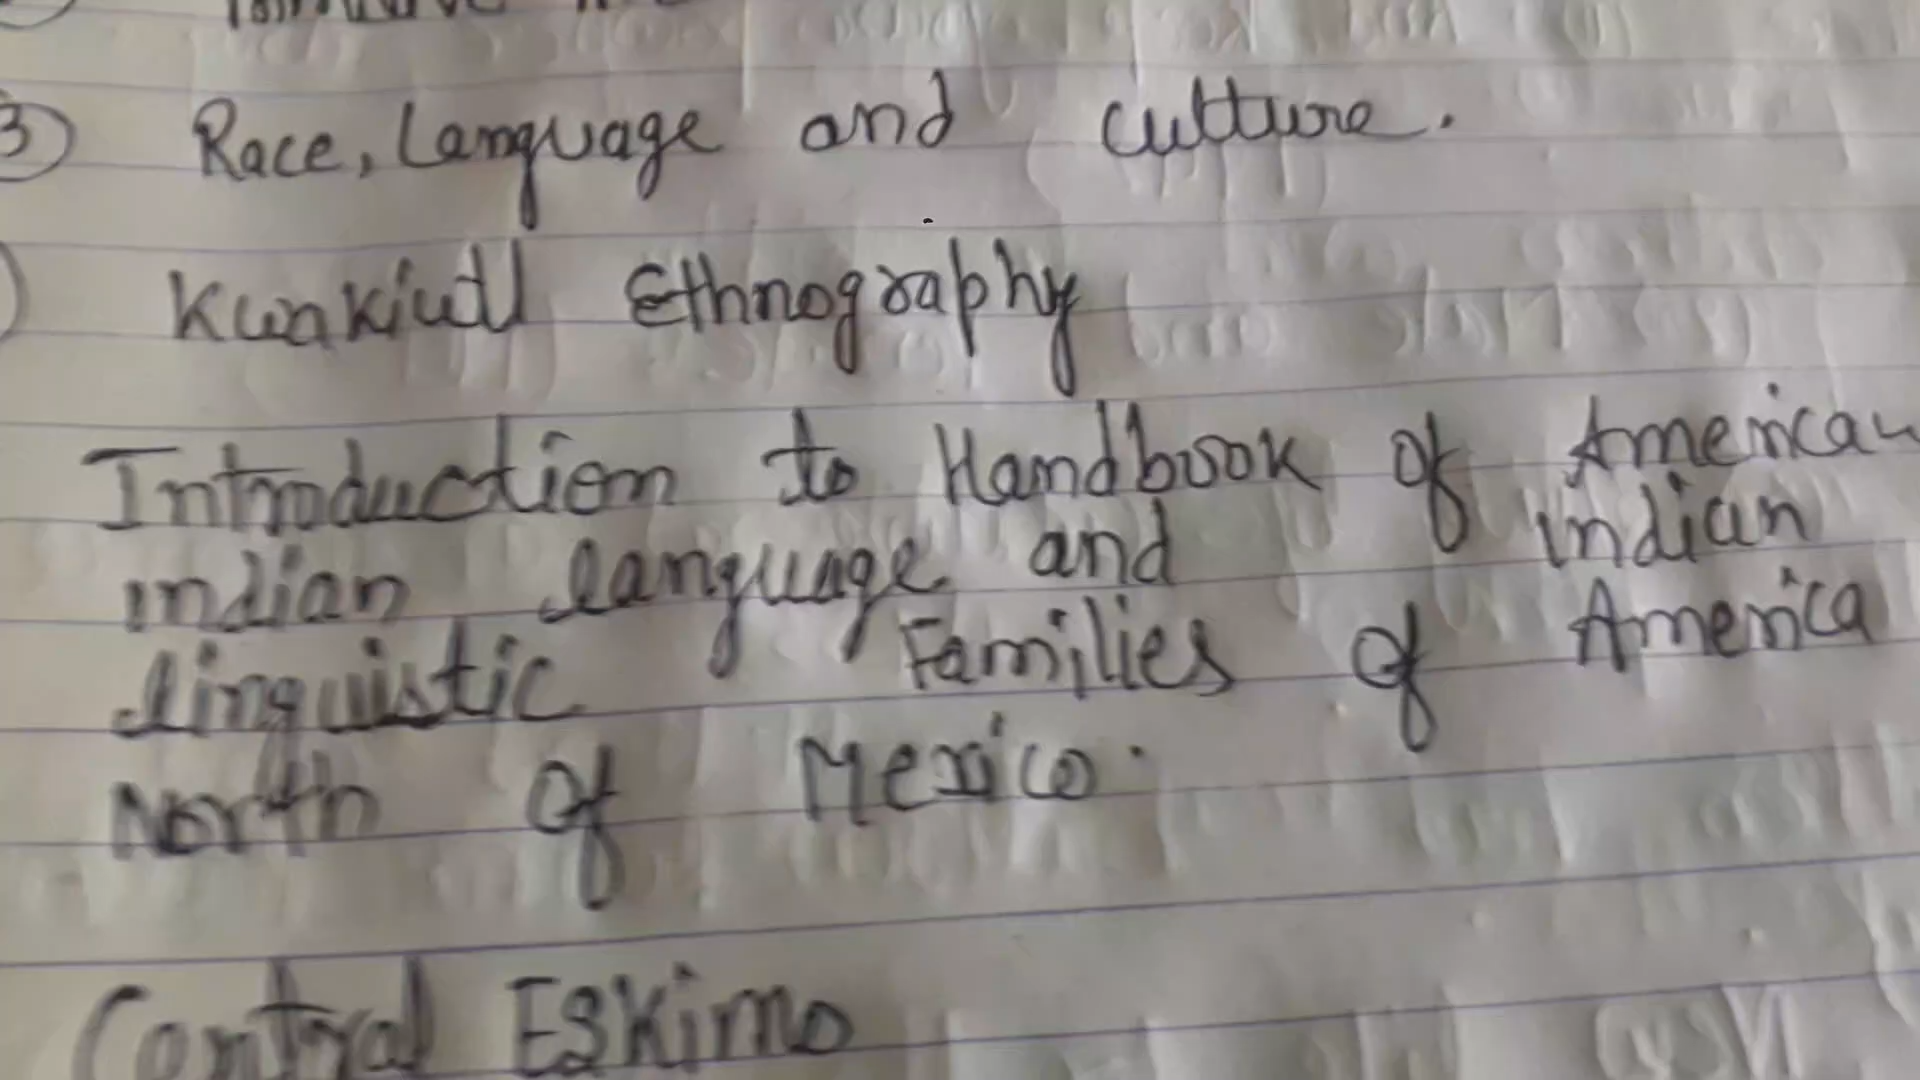 3 Race, Language and culture.
Kwakiutl Ethnography
Introduction to Handbook of American
indian language and indian
linguistic Families of America
North of Mexico.
Central Eskimo